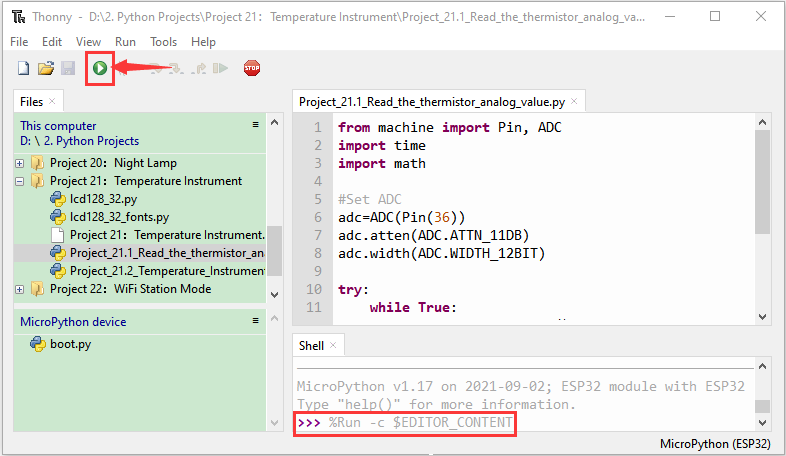 Thonny - D:\2. Python Projects\Project 21：Temperature Instrument\Project_21.1_Read_the_thermistor_analog_va...
File Edit View Run Tools Help
STOP
Files
This computer
D: \ 2. Python Projects
Project 20：Night Lamp
Project 21：Temperature Instrument
lcd128_32.py
lcd128_32_fonts.py
Project 21：Temperature Instrument.
Project_21.1_Read_the_thermistor_an
Project_21.2_Temperature_Instrument
Project 22：WiFi Station Mode
MicroPython device
boot.py
Project_21.1_Read_the_thermistor_analog_value.py
1 from machine import Pin, ADC
2 import time
3 import math
4
5 #Set ADC
6 adc=ADC(Pin(36))
7 adc.atten(ADC.ATTN_11DB)
8 adc.width(ADC.WIDTH_12BIT)
9
10 try:
11 while True:
Shell
MicroPython v1.17 on 2021-09-02; ESP32 module with ESP32
Type "help()" for more information.
>>> %Run -c $EDITOR_CONTENT
MicroPython (ESP32)